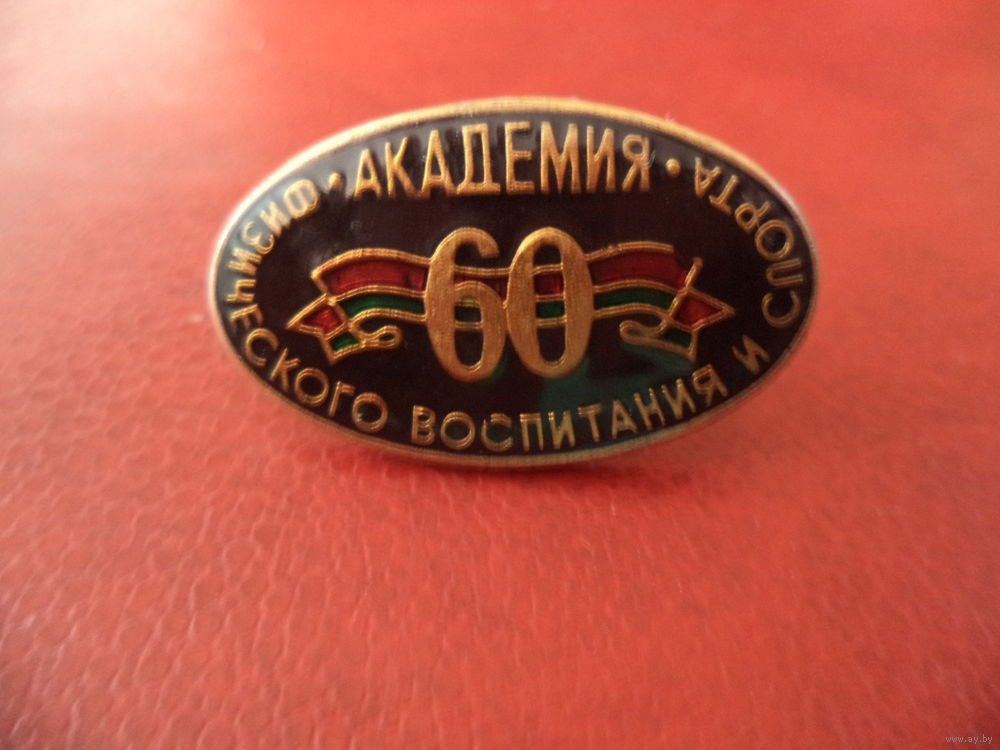 АКАДЕМИЯ
ФИЗИЧЕСКОГО ВОСПИТАНИЯ И СПОРТА
60
www.ay.by